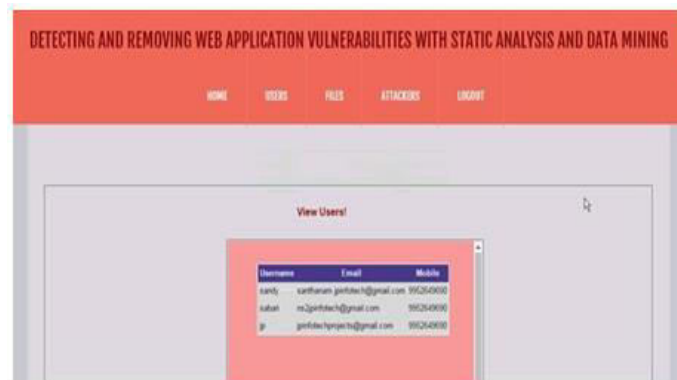 DETECTING AND REMOVING WEB APPLICATION VULNERABILITIES WITH STATIC ANALYSIS AND DATA MINING
HOME USERS FILES ATTACKERS LOGOUT
View Users!
Username Email Mobile
sandy santhanam.jpinfotech@gmail.com 9952649690
sabari ns2jpinfotech@gmail.com 9952649690
jp jpinfotechprojects@gmail.com 9952649690